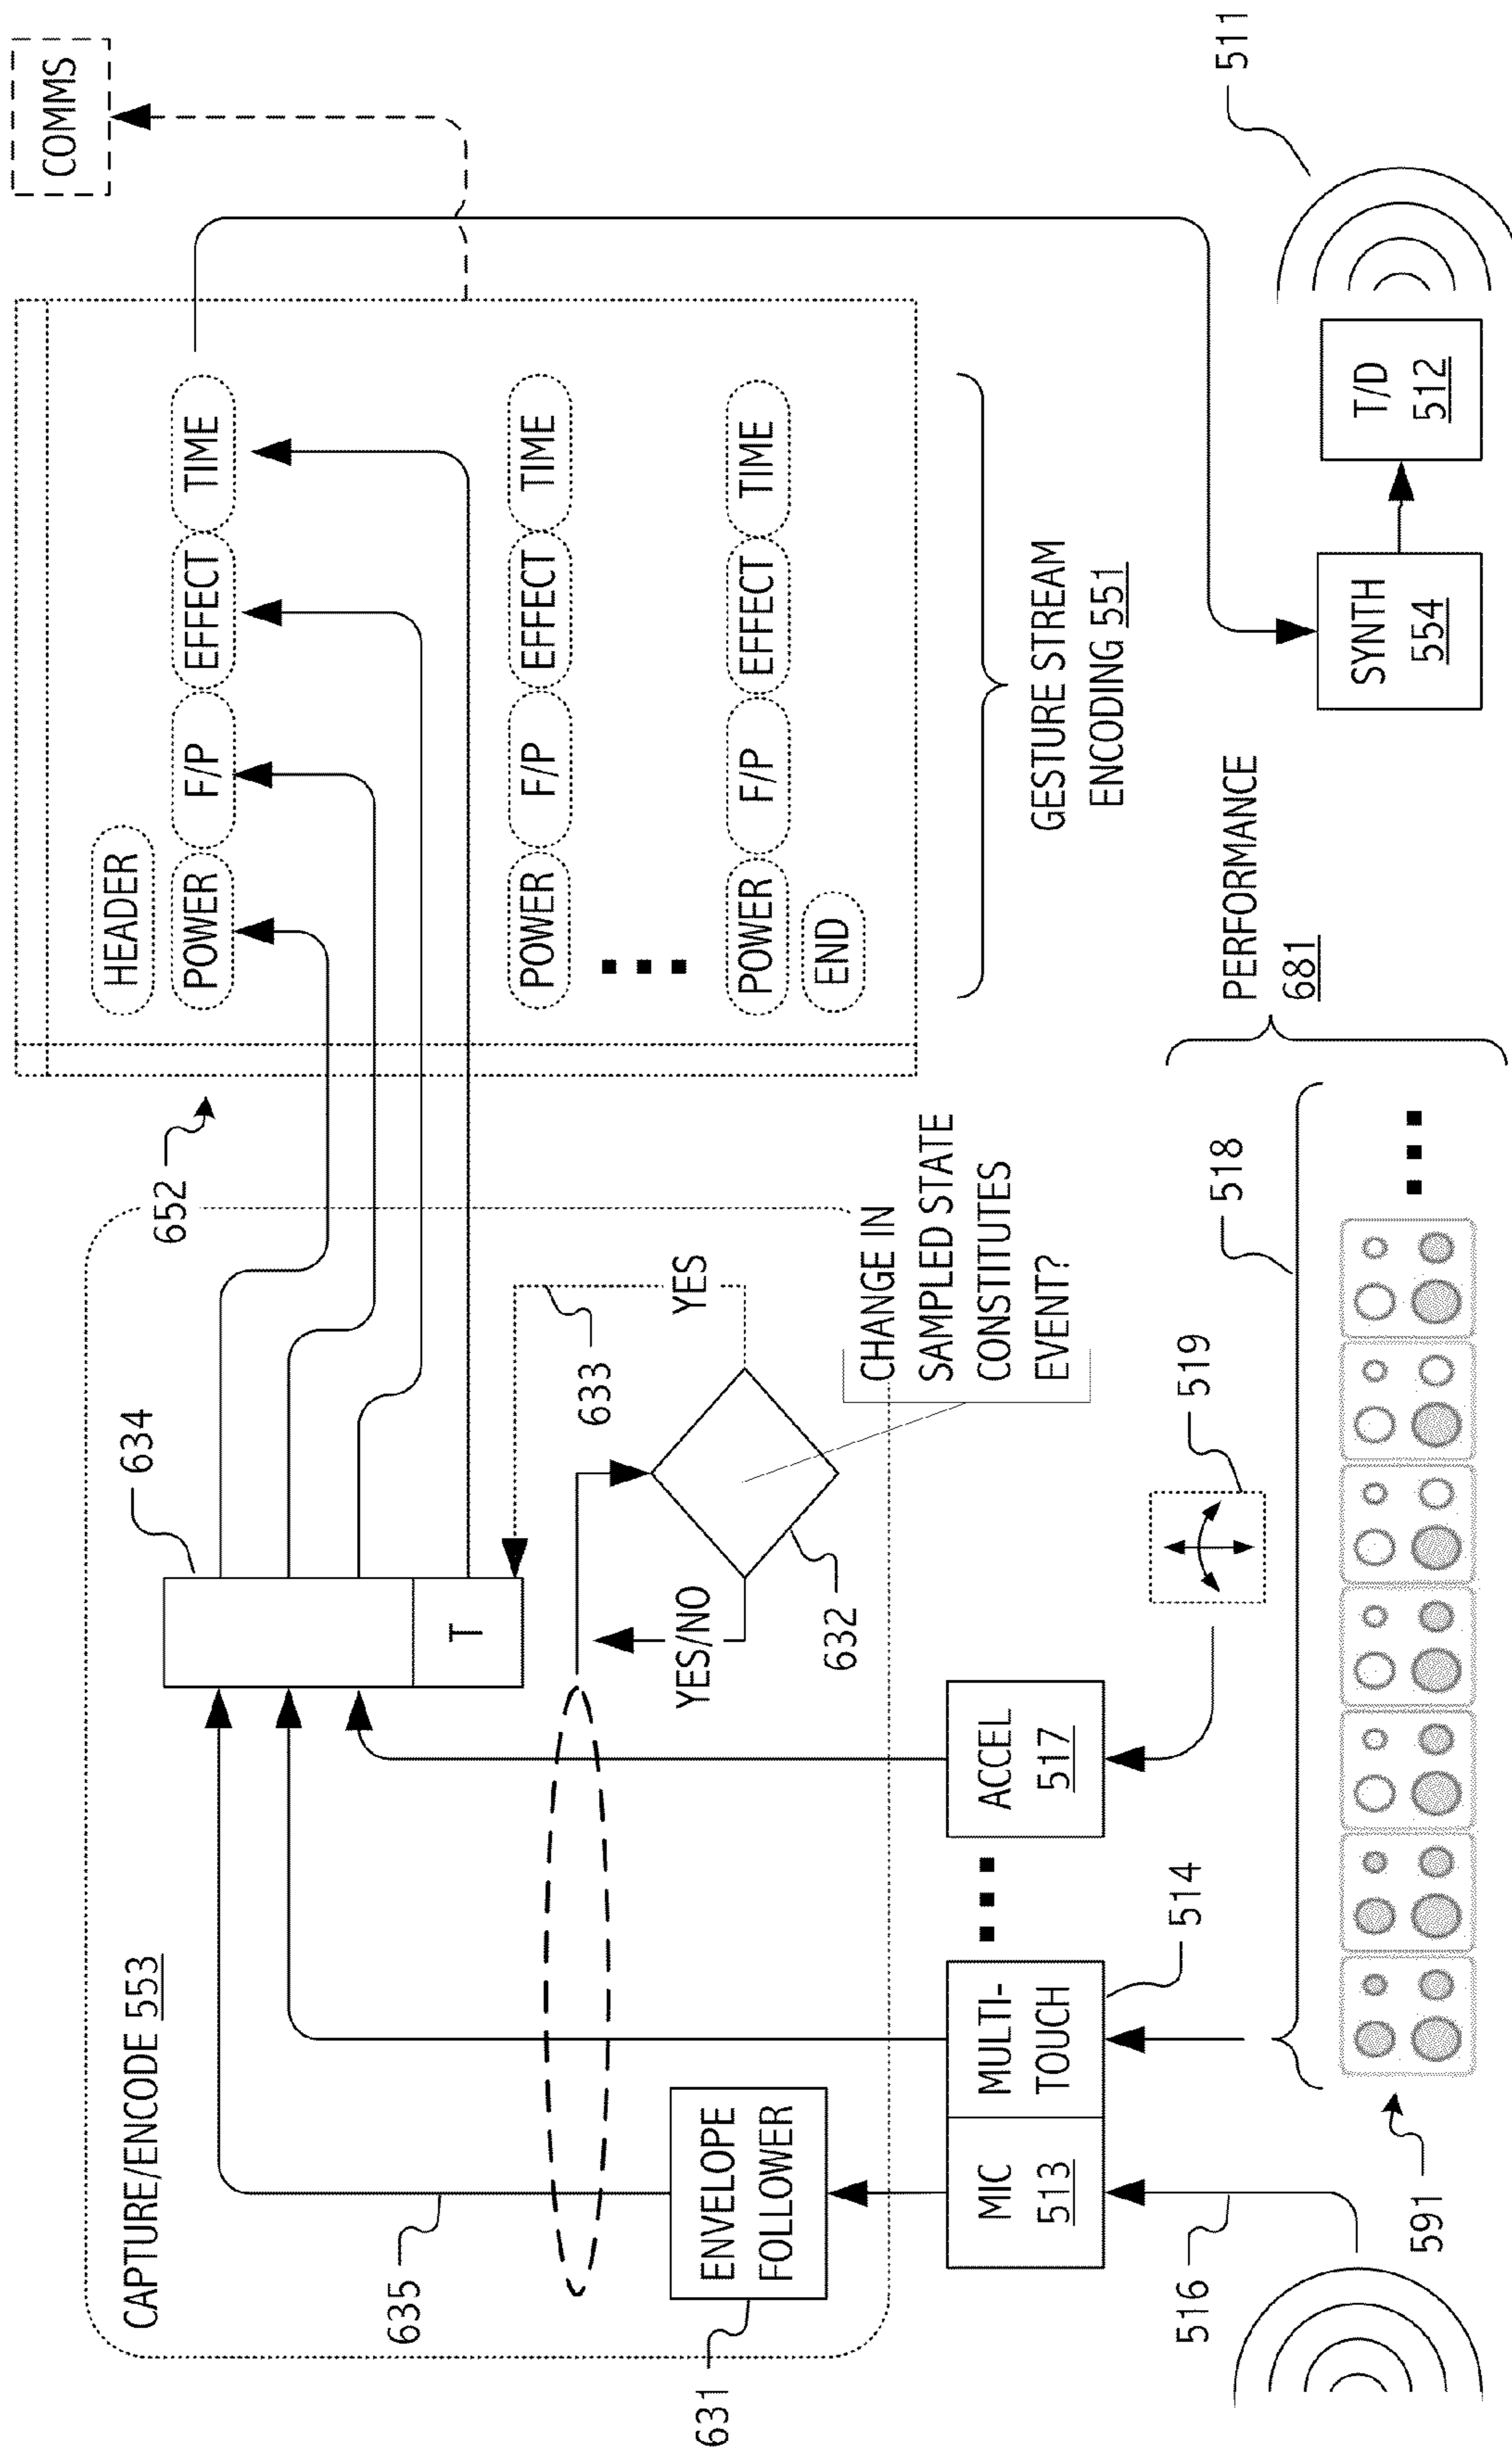 CAPTURE/ENCODE 553
634
652
HEADER
POWER
F/P
EFFECT
TIME
COMMS
635
T
633
YES/NO
YES
632
POWER
F/P
EFFECT
TIME
ENVELOPE
FOLLOWER
631
CHANGE IN
SAMPLED STATE
CONSTITUTES
EVENT?
POWER
F/P
EFFECT
TIME
END
GESTURE STREAM
ENCODING 551
MIC
513
MULTI-
TOUCH
514
ACCEL
517
516
519
518
PERFORMANCE
681
591
SYNTH
554
T/D
512
511